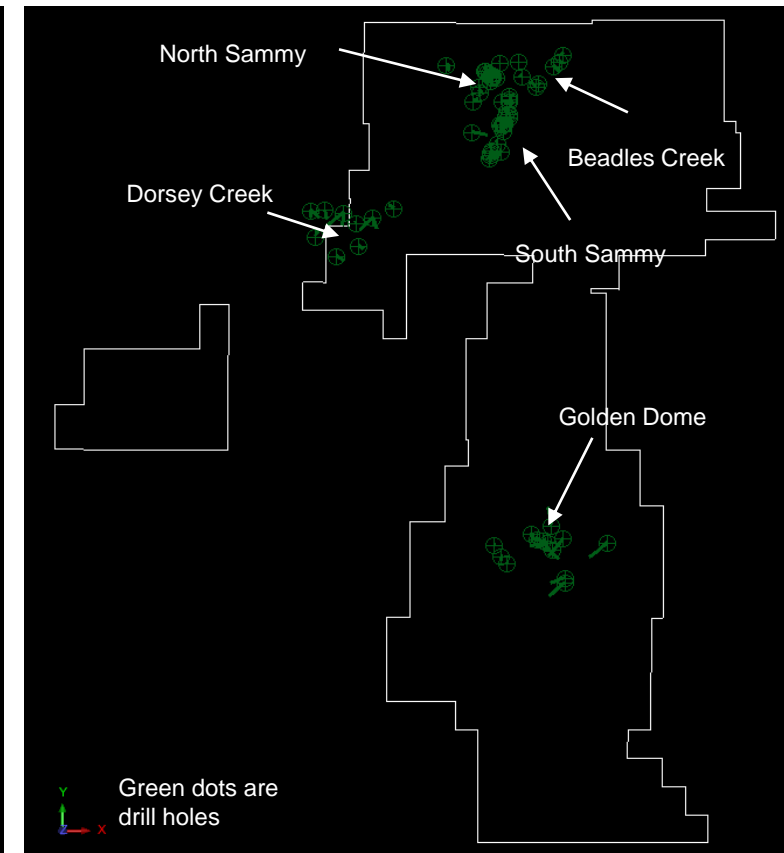 North Sammy
Beadles Creek
Dorsey Creek
South Sammy
Golden Dome
Green dots are
drill holes
Y
Z
X